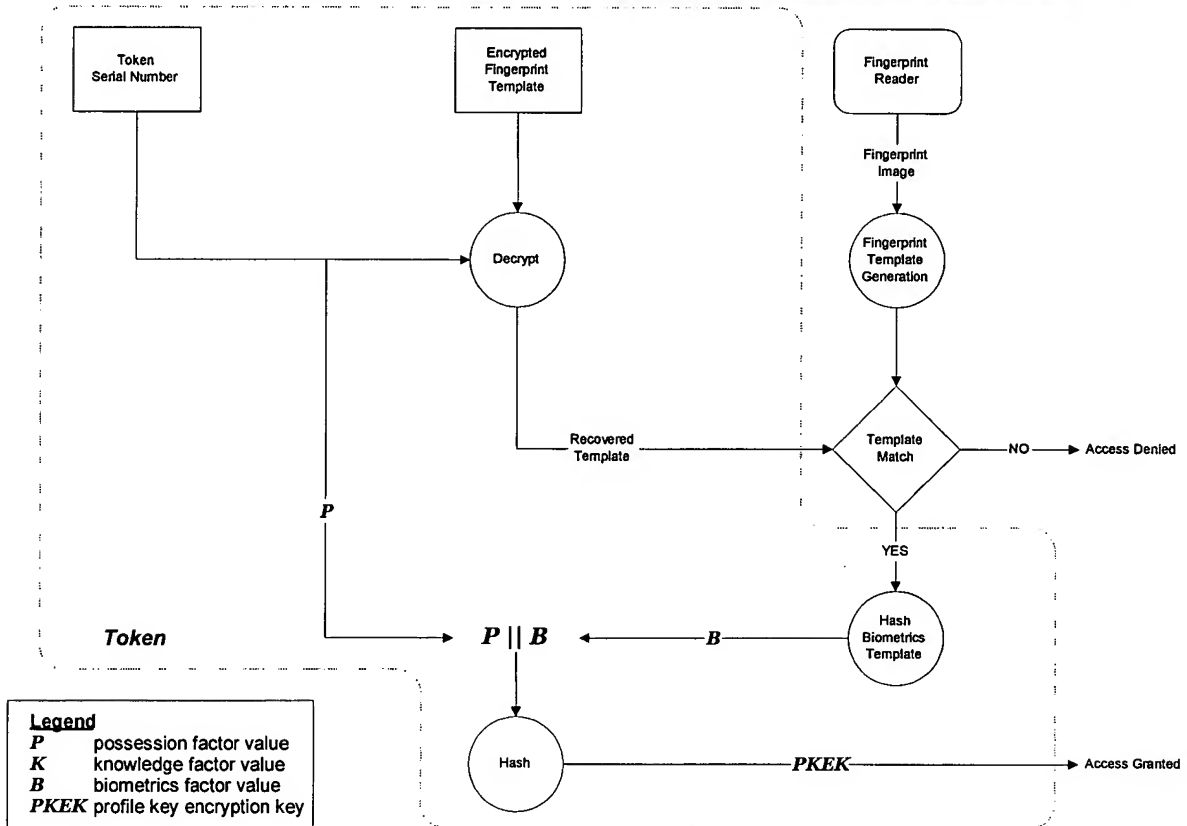 Token
Serial Number
Encrypted
Fingerprint
Template
Fingerprint
Reader
Fingerprint
Image
Decrypt
Fingerprint
Template
Generation
Recovered
Template
Template
Match
NO
Access Denied
P
YES
Token
P || B
B
Hash
Biometrics
Template
Legend
P possession factor value
K knowledge factor value
B biometrics factor value
PKEK profile key encryption key
Hash
PKEK
Access Granted